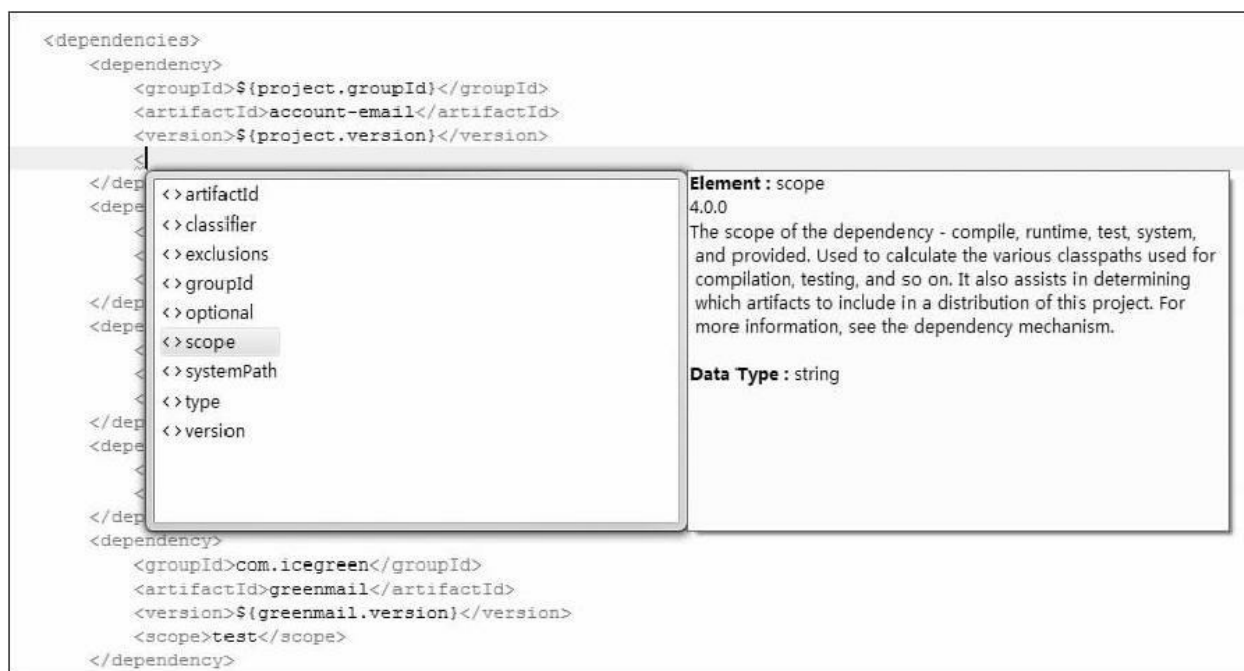 <dependencies>
<dependency>
<groupId>${project.groupId}</groupId>
<artifactId>account-email</artifactId>
<version>${project.version}</version>
<
</dep
<depe
<
<
<
</dep
<depe
<
<
<
</dep
<depe
<
<
</dep
<> artifactId
<> classifier
<> exclusions
<> groupId
<> optional
<> scope
<> systemPath
<> type
<> version
Element : scope
4.0.0
The scope of the dependency - compile, runtime, test, system,
and provided. Used to calculate the various classpaths used for
compilation, testing, and so on. It also assists in determining
which artifacts to include in a distribution of this project. For
more information, see the dependency mechanism.
Data Type : string
<dependency>
<groupId>com.icegreen</groupId>
<artifactId>greenmail</artifactId>
<version>${greenmail.version}</version>
<scope>test</scope>
</dependency>